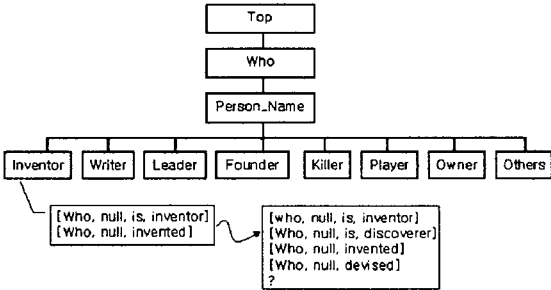 Top
Who
Person_Name
Inventor Writer Leader Founder Killer Player Owner Others
[Who, null, is, inventor]
[Who, null, invented]
[who, null, is, inventor]
[Who, null, is, discoverer]
[Who, null, invented]
[Who, null, devised]
?